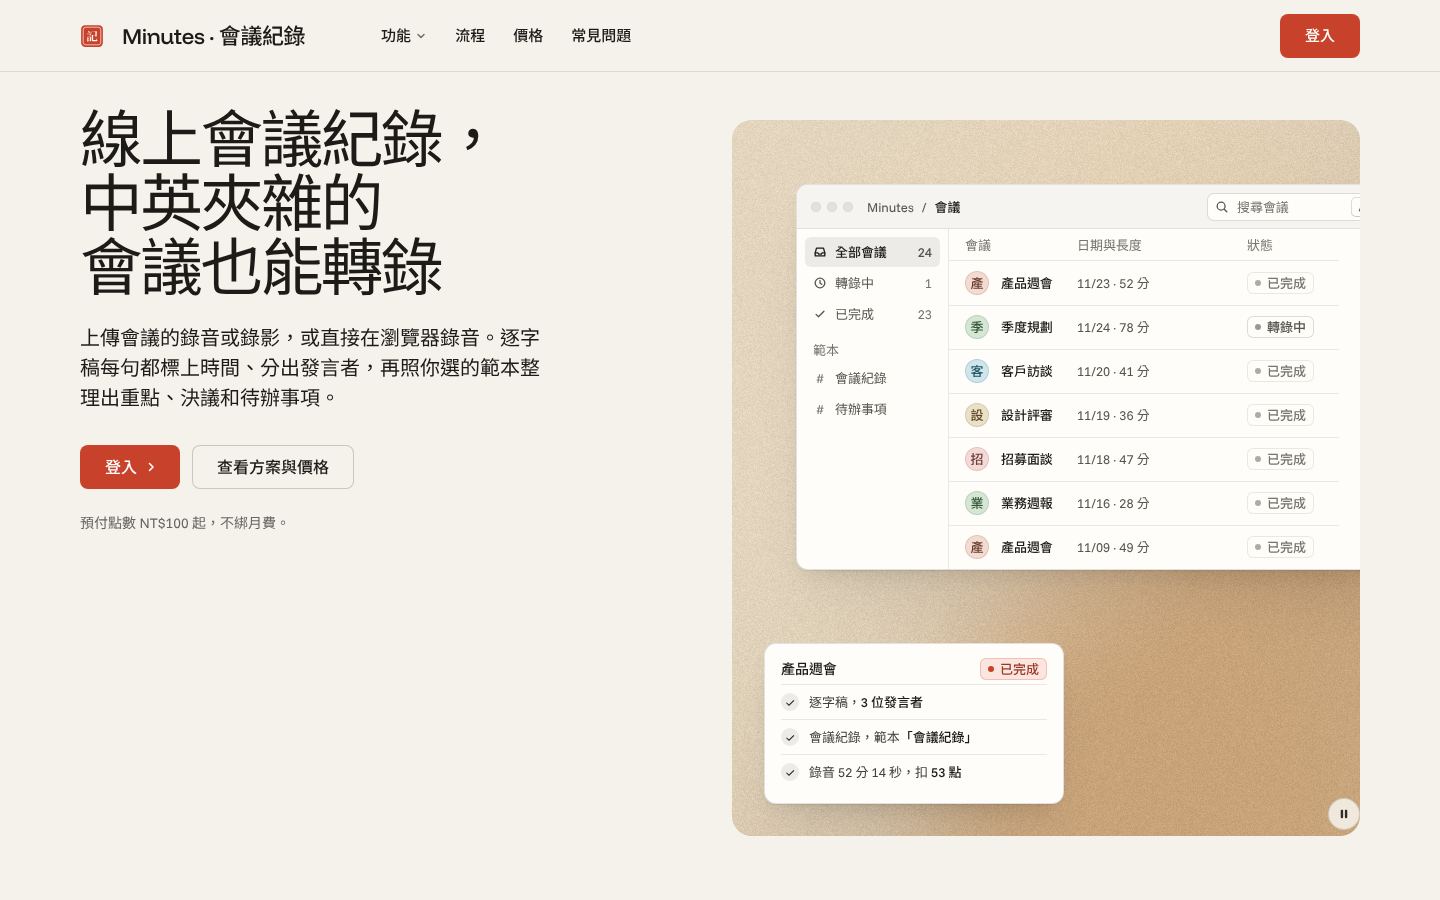 記
Minutes · 會議紀錄
功能
流程
價格
常見問題
登入
線上會議紀錄，
中英夾雜的
會議也能轉錄
上傳會議的錄音或錄影，或直接在瀏覽器錄音。逐字
稿每句都標上時間、分出發言者，再照你選的範本整
理出重點、決議和待辦事項。
登入
查看方案與價格
預付點數 NT$100 起，不綁月費。
Minutes / 會議
搜尋會議
全部會議 24
轉錄中 1
已完成 23
範本
# 會議紀錄
# 待辦事項
會議 日期與長度 狀態
產 產品週會 11/23 · 52 分 已完成
季 季度規劃 11/24 · 78 分 轉錄中
客 客戶訪談 11/20 · 41 分 已完成
設 設計評審 11/19 · 36 分 已完成
招 招募面談 11/18 · 47 分 已完成
業 業務週報 11/16 · 28 分 已完成
產 產品週會 11/09 · 49 分 已完成
產品週會 已完成
逐字稿，3 位發言者
會議紀錄，範本「會議紀錄」
錄音 52 分 14 秒，扣 53 點